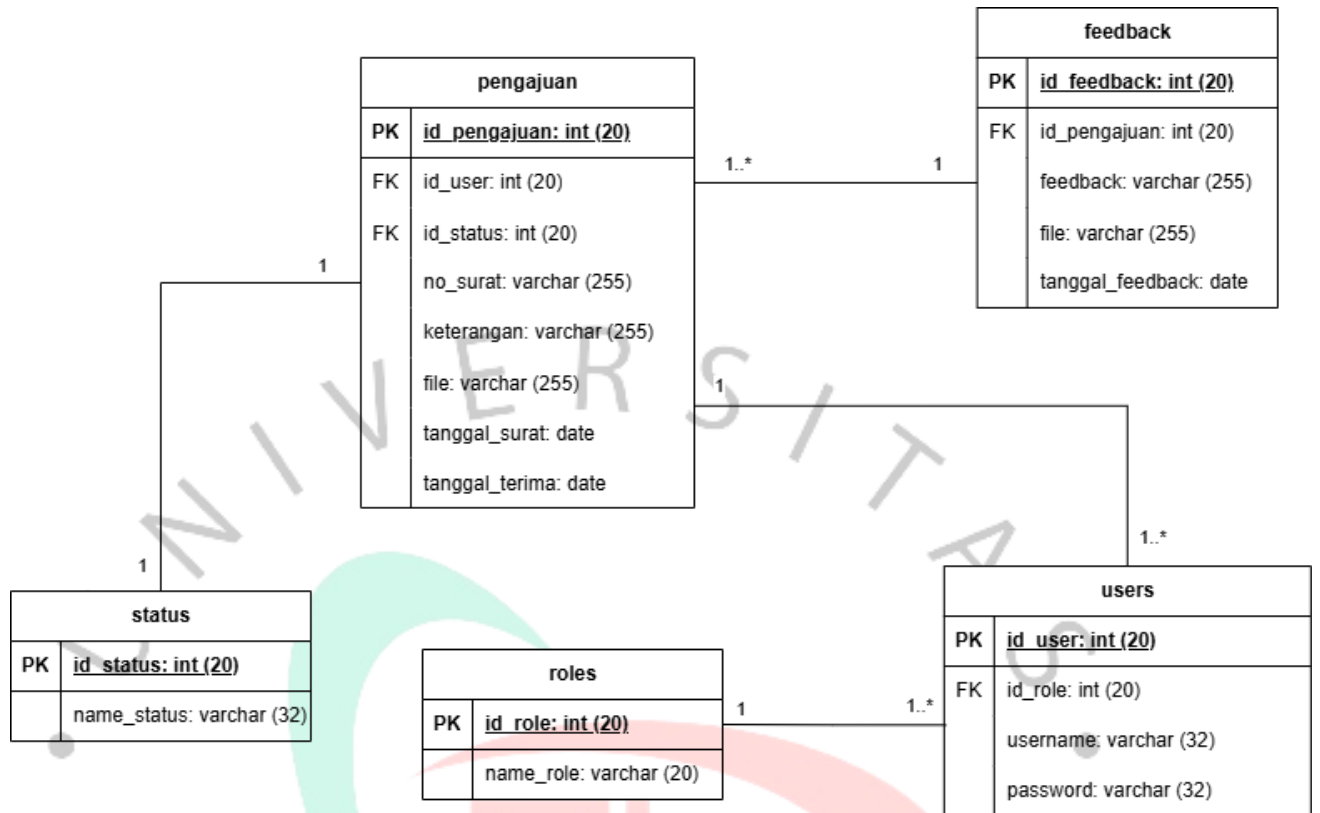 feedback
PK id_feedback: int (20)
FK id_pengajuan: int (20)
feedback: varchar (255)
file: varchar (255)
tanggal_feedback: date
pengajuan
PK id_pengajuan: int (20)
FK id_user: int (20)
FK id_status: int (20)
no_surat: varchar (255)
keterangan: varchar (255)
file: varchar (255)
tanggal_surat: date
tanggal_terima: date
1..* 1
1
1
1
1..*
UNIVERSITAS
status
PK id_status: int (20)
name_status: varchar (32)
roles
PK id_role: int (20)
name_role: varchar (20)
1 1..*
users
PK id_user: int (20)
FK id_role: int (20)
username: varchar (32)
password: varchar (32)